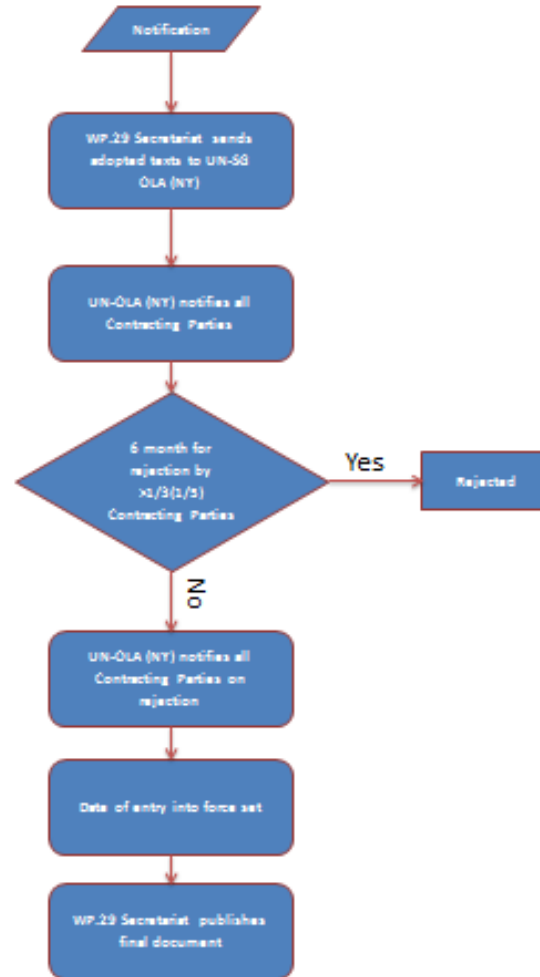 Notification
WP.29 Secretariat sends
adopted texts to UN-SG
OLA (NY)
UN-OLA (NY) notifies all
Contracting Parties
6 month for
rejection by
>1/3(1/5)
Contracting Parties
Yes
Rejected
No
UN-OLA (NY) notifies all
Contracting Parties on
rejection
Date of entry into force set
WP.29 Secretariat publishes
final document